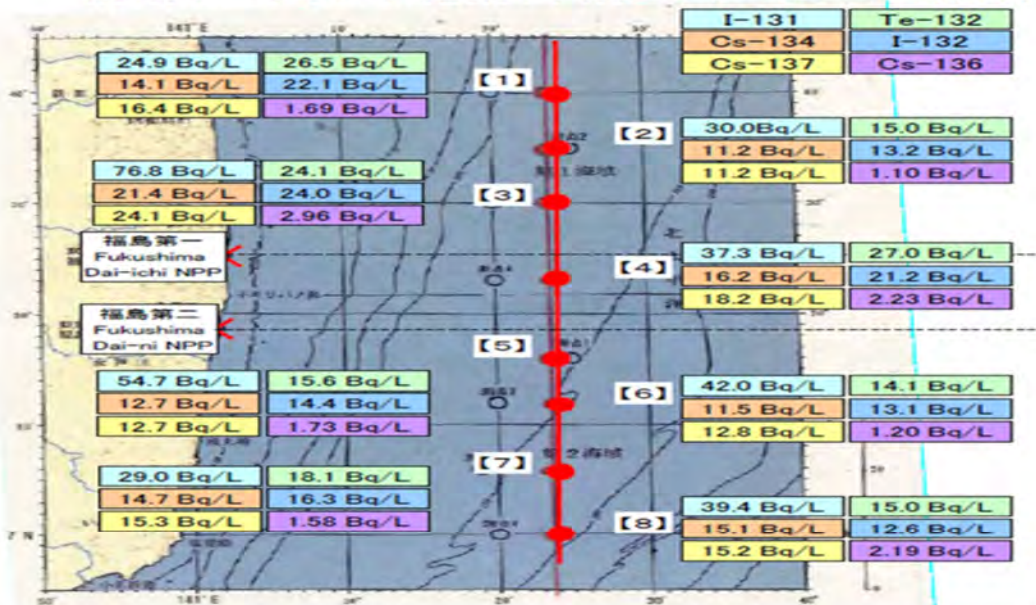 I-131 Te-132
Cs-134 I-132
Cs-137 Cs-136
141°E
24.9 Bq/L 26.5 Bq/L
14.1 Bq/L 22.1 Bq/L
16.4 Bq/L 1.69 Bq/L
【1】
【2】
30.0Bq/L 15.0 Bq/L
11.2 Bq/L 13.2 Bq/L
11.2 Bq/L 1.10 Bq/L
76.8 Bq/L 24.1 Bq/L
21.4 Bq/L 24.0 Bq/L
24.1 Bq/L 2.96 Bq/L
【3】
福島第一
Fukushima
Dai-ichi NPP
【4】
37.3 Bq/L 27.0 Bq/L
16.2 Bq/L 21.2 Bq/L
18.2 Bq/L 2.23 Bq/L
福島第二
Fukushima
Dai-ni NPP
【5】
54.7 Bq/L 15.6 Bq/L
12.7 Bq/L 14.4 Bq/L
12.7 Bq/L 1.73 Bq/L
【6】
42.0 Bq/L 14.1 Bq/L
11.5 Bq/L 13.1 Bq/L
12.8 Bq/L 1.20 Bq/L
【7】
第2海域
29.0 Bq/L 18.1 Bq/L
14.7 Bq/L 16.3 Bq/L
15.3 Bq/L 1.58 Bq/L
【8】
39.4 Bq/L 15.0 Bq/L
15.1 Bq/L 12.6 Bq/L
15.2 Bq/L 2.19 Bq/L
141°E